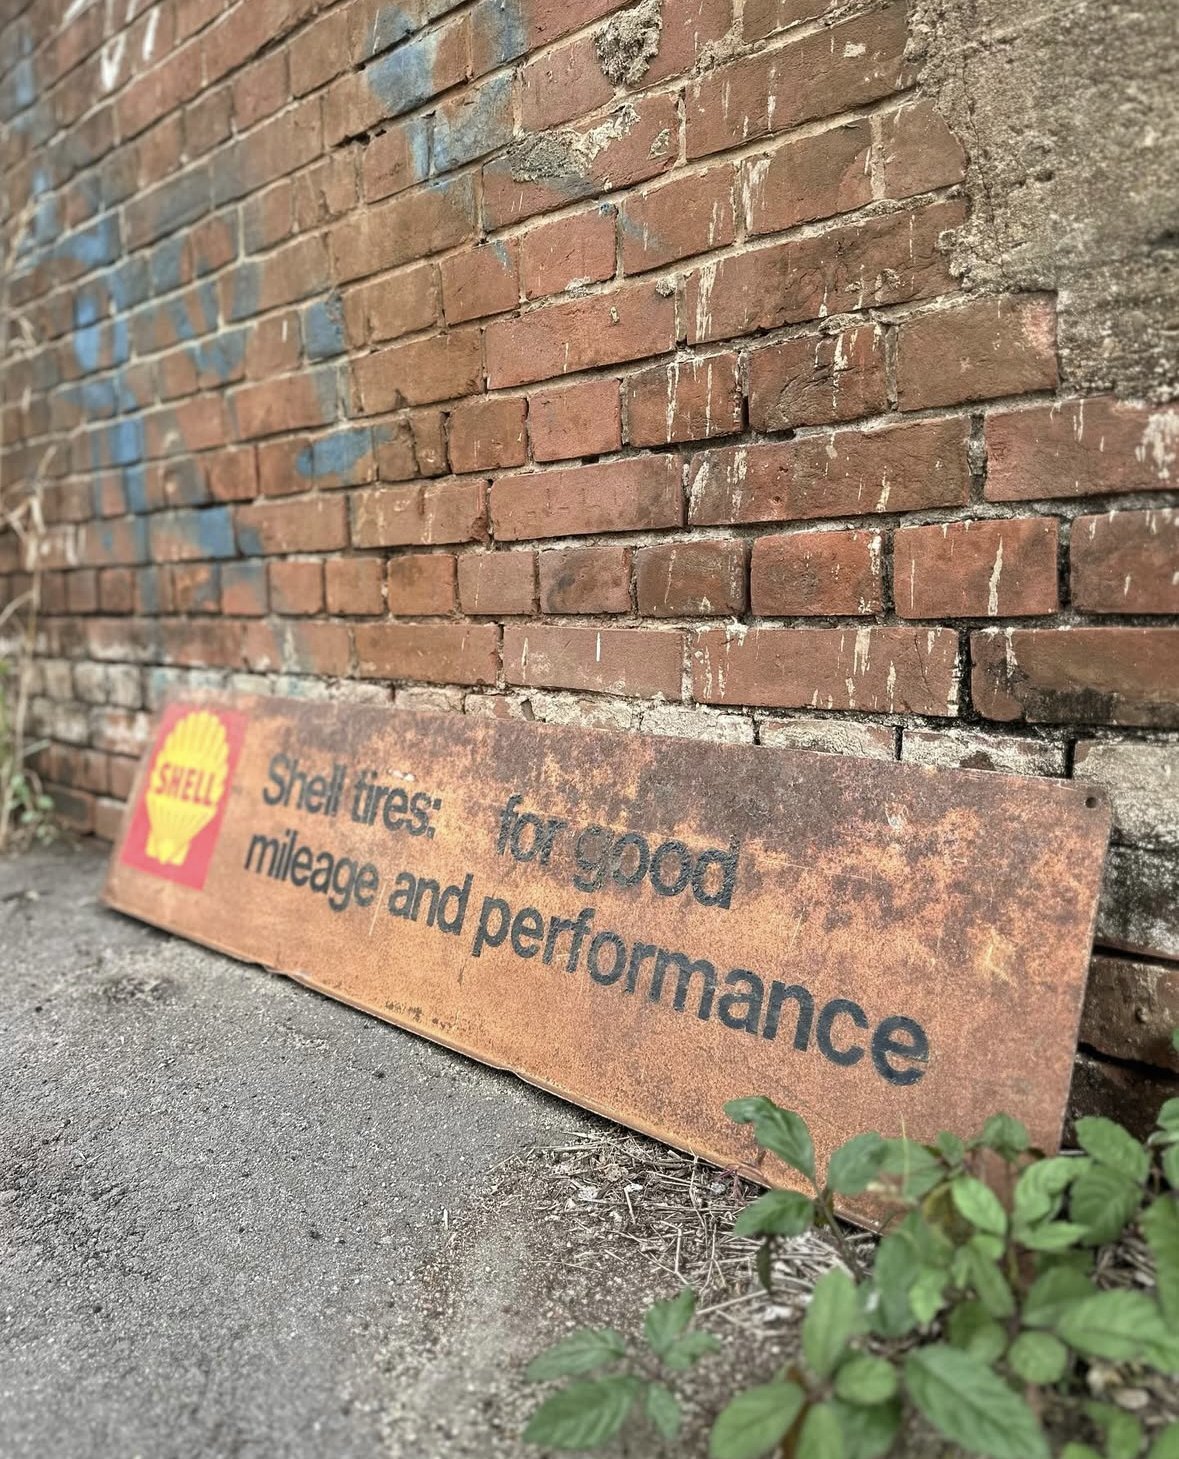 SHELL
Shell tires: for good
mileage and performance